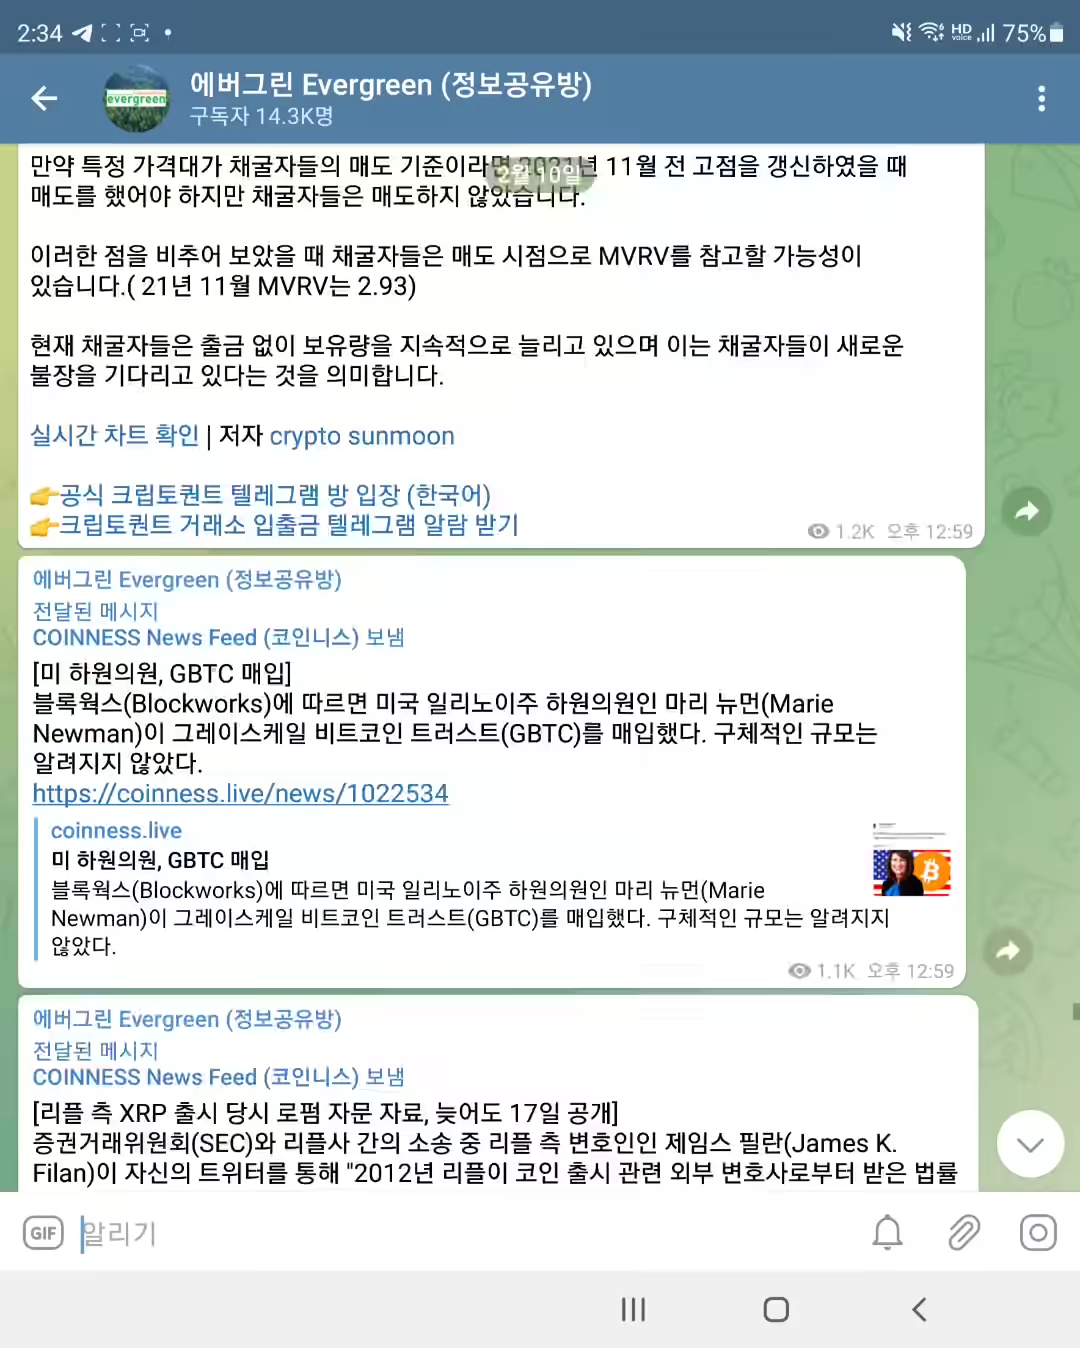 2:34
HD voice 75%
evergreen
에버그린 Evergreen (정보공유방)
구독자 14.3K명
만약 특정 가격대가 채굴자들의 매도 기준이라면 2021년 11월 전 고점을 갱신하였을 때
2월 10일
매도를 했어야 하지만 채굴자들은 매도하지 않았습니다.
이러한 점을 비추어 보았을 때 채굴자들은 매도 시점으로 MVRV를 참고할 가능성이
있습니다.( 21년 11월 MVRV는 2.93)
현재 채굴자들은 출금 없이 보유량을 지속적으로 늘리고 있으며 이는 채굴자들이 새로운
불장을 기다리고 있다는 것을 의미합니다.
실시간 차트 확인 | 저자 crypto sunmoon
👉공식 크립토퀀트 텔레그램 방 입장 (한국어)
👉크립토퀀트 거래소 입출금 텔레그램 알람 받기
1.2K 오후 12:59
에버그린 Evergreen (정보공유방)
전달된 메시지
COINNESS News Feed (코인니스) 보냄
[미 하원의원, GBTC 매입]
블록웍스(Blockworks)에 따르면 미국 일리노이주 하원의원인 마리 뉴먼(Marie
Newman)이 그레이스케일 비트코인 트러스트(GBTC)를 매입했다. 구체적인 규모는
알려지지 않았다.
https://coinness.live/news/1022534
coinness.live
미 하원의원, GBTC 매입
블록웍스(Blockworks)에 따르면 미국 일리노이주 하원의원인 마리 뉴먼(Marie
Newman)이 그레이스케일 비트코인 트러스트(GBTC)를 매입했다. 구체적인 규모는 알려지지
않았다.
1.1K 오후 12:59
에버그린 Evergreen (정보공유방)
전달된 메시지
COINNESS News Feed (코인니스) 보냄
[리플 측 XRP 출시 당시 로펌 자문 자료, 늦어도 17일 공개]
증권거래위원회(SEC)와 리플사 간의 소송 중 리플 측 변호인인 제임스 필란(James K.
Filan)이 자신의 트위터를 통해 "2012년 리플이 코인 출시 관련 외부 변호사로부터 받은 법률
GIF 알리기